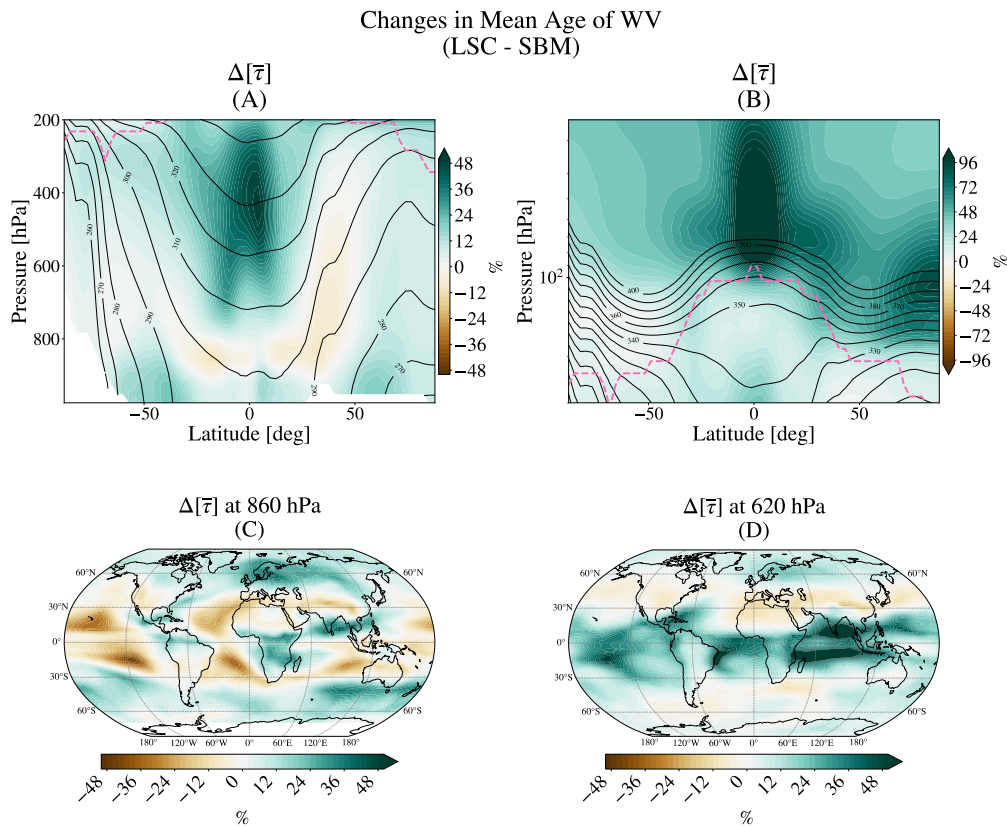 Changes in Mean Age of WV
(LSC - SBM)
Δ[τ̅]
(A)
200
400
600
800
Pressure [hPa]
−50
0
50
Latitude [deg]
260
270
280
290
300
310
320
280
270
48
36
24
12
0
−12
−24
−36
−48
%
Δ[τ̅]
(B)
10²
Pressure [hPa]
−50
0
50
Latitude [deg]
400
360
340
350
380
370
330
96
72
48
24
0
−24
−48
−72
−96
%
Δ[τ̅] at 860 hPa
(C)
60°N
60°N
30°N
0°
30°S
60°S
60°S
180°
120°W
60°W
0°
60°E
120°E
180°
−48
−36
−24
−12
0
12
24
36
48
%
Δ[τ̅] at 620 hPa
(D)
60°N
60°N
30°N
0°
30°S
60°S
60°S
180°
120°W
60°W
0°
60°E
120°E
180°
−48
−36
−24
−12
0
12
24
36
48
%